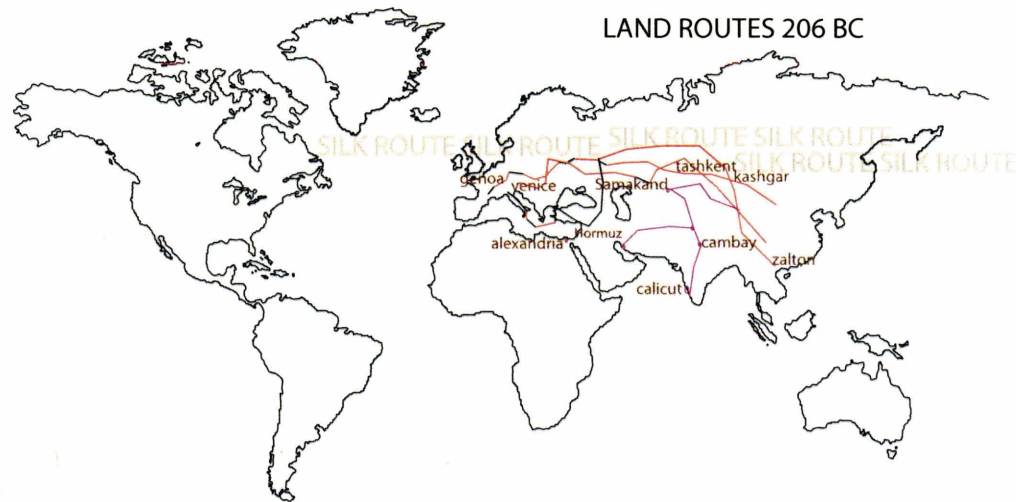 LAND ROUTES 206 BC
SILK ROUTE SILK ROUTE
SILK ROUTE SILK ROUTE
SILK ROUTE SILK ROUTE
tashkent
kashgar
genoa
venice
Samakand
Hormuz
alexandria
cambay
zalton
calicut